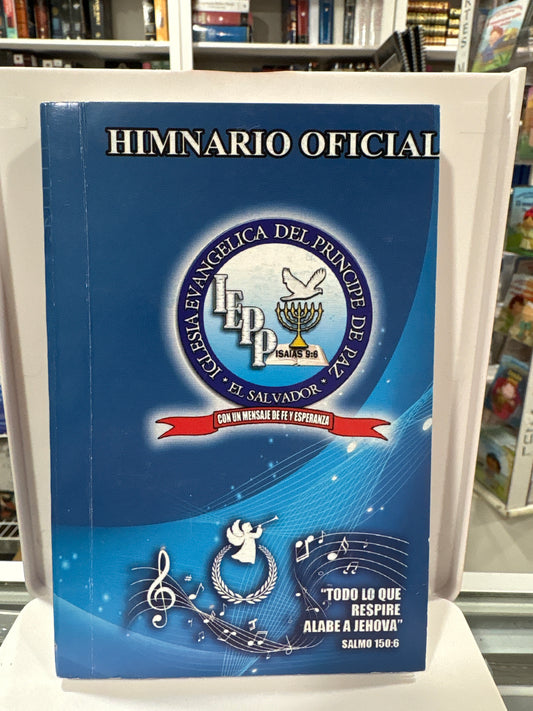 HIMNARIO OFICIAL
IGLESIA EVANGELICA DEL PRINCIPE DE PAZ
IEPP
ISAIAS 9:6
• EL SALVADOR •
CON UN MENSAJE DE FE Y ESPERANZA
"TODO LO QUE
RESPIRE
ALABE A JEHOVA"
SALMO 150:6